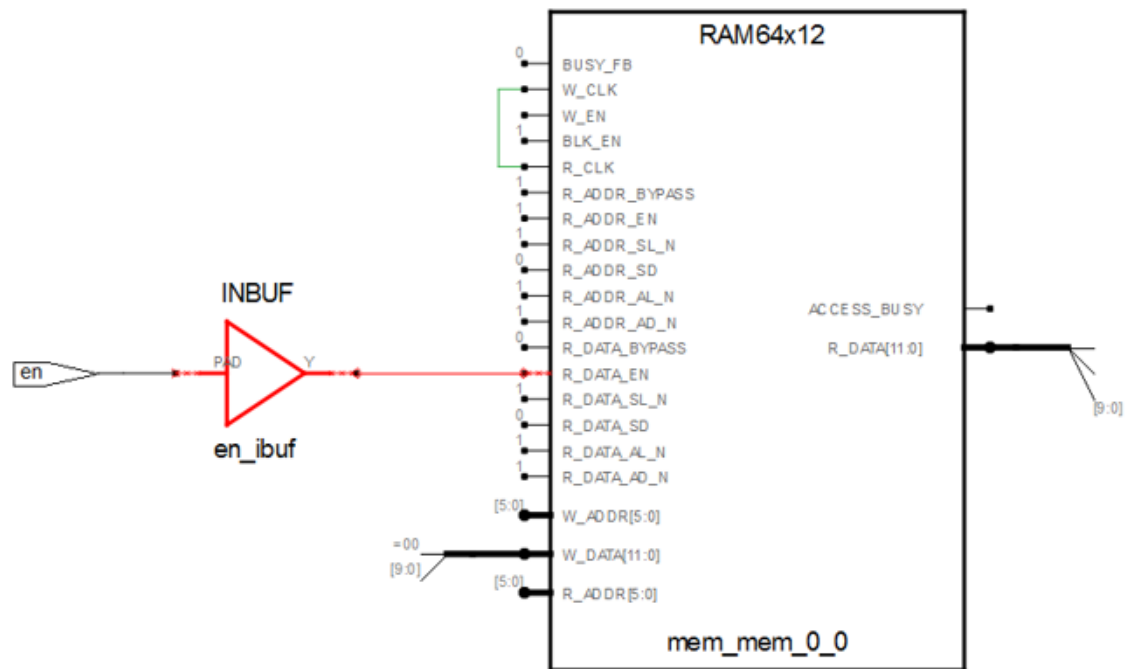 RAM64x12
0
BUSY_FB
W_CLK
W_EN
1
BLK_EN
R_CLK
1
R_ADDR_BYPASS
1
R_ADDR_EN
1
R_ADDR_SL_N
0
R_ADDR_SD
1
R_ADDR_AL_N
1
R_ADDR_AD_N
0
R_DATA_BYPASS
R_DATA_EN
1
R_DATA_SL_N
0
R_DATA_SD
1
R_DATA_AL_N
1
R_DATA_AD_N
[5:0]
W_ADDR[5:0]
=00
[9:0]
W_DATA[11:0]
[5:0]
R_ADDR[5:0]
ACCESS_BUSY
R_DATA[11:0]
[9:0]
mem_mem_0_0
INBUF
en
PAD
Y
en_ibuf